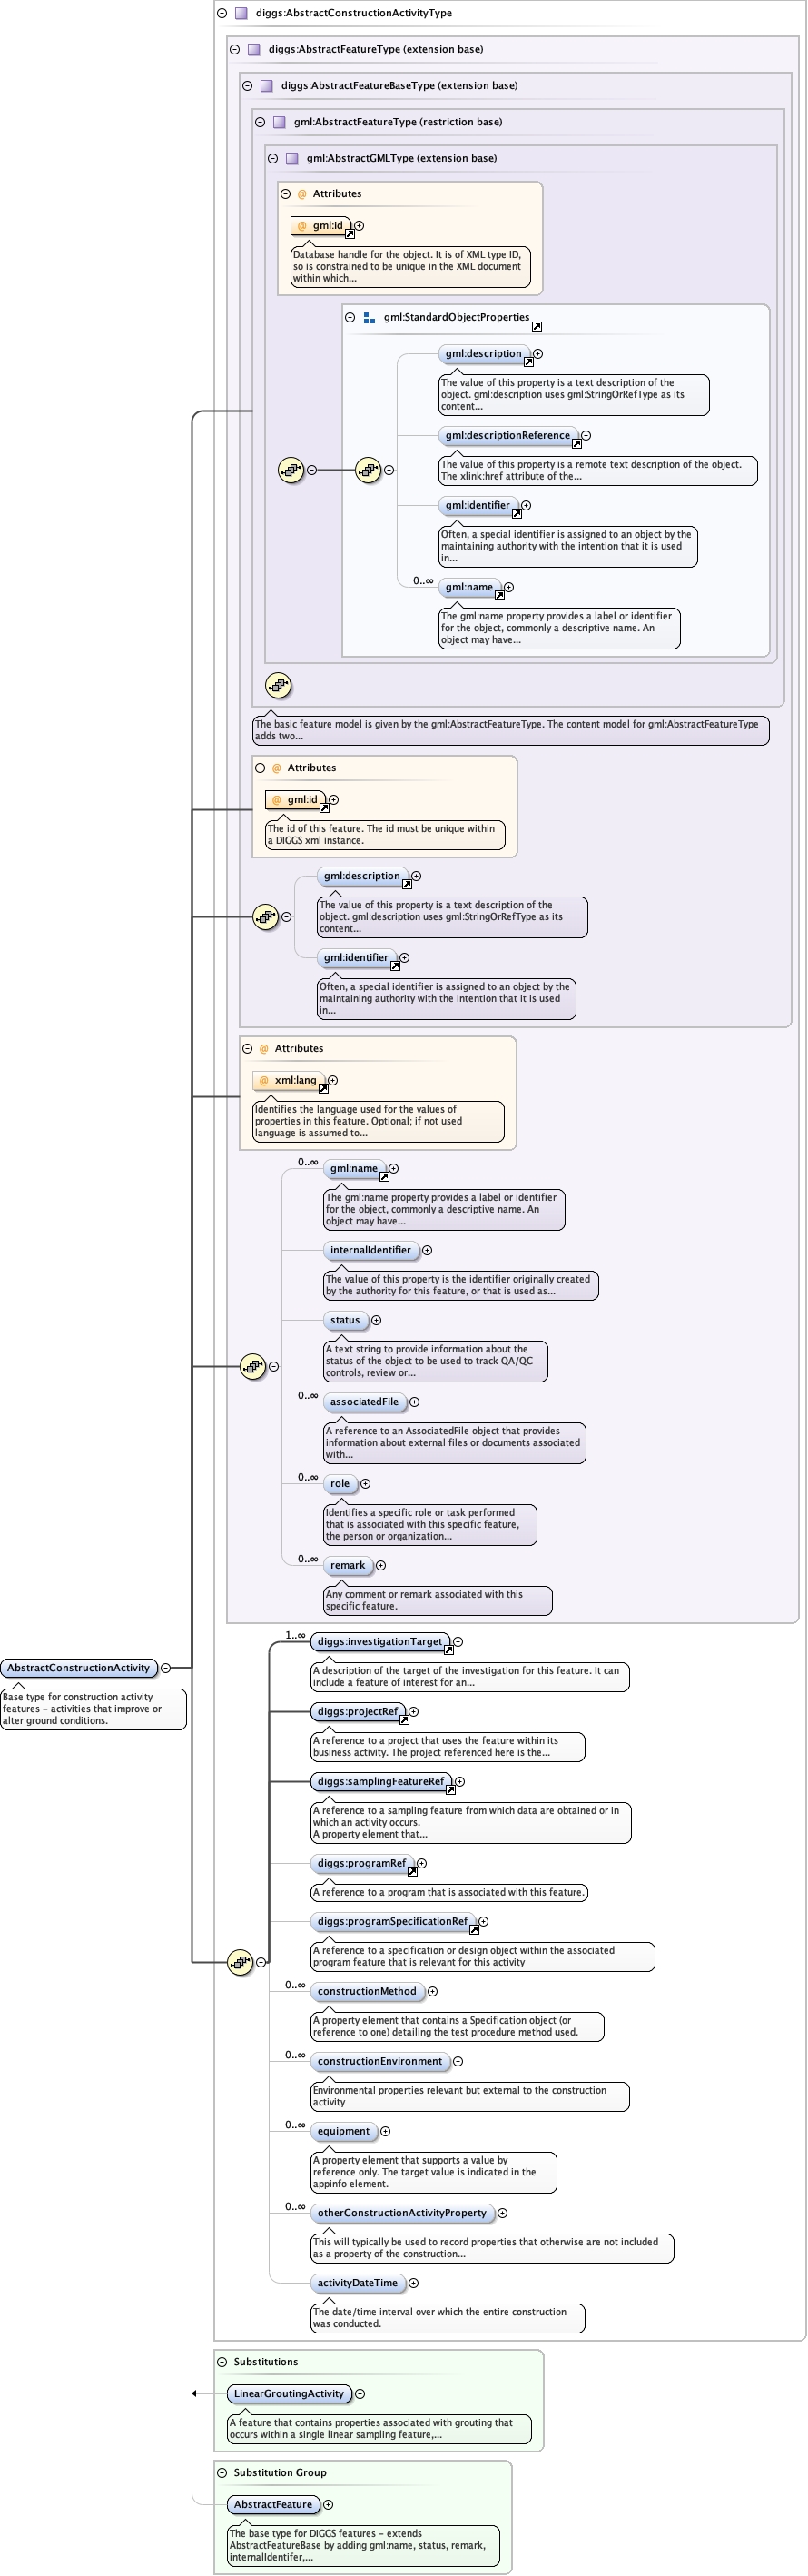 diggs:AbstractConstructionActivityType
diggs:AbstractFeatureType (extension base)
diggs:AbstractFeatureBaseType (extension base)
gml:AbstractFeatureType (restriction base)
gml:AbstractGMLType (extension base)
@ Attributes
@ gml:id
Database handle for the object. It is of XML type ID,
so is constrained to be unique in the XML document
within which...
gml:StandardObjectProperties
gml:description
The value of this property is a text description of the
object. gml:description uses gml:StringOrRefType as its
content...
gml:descriptionReference
The value of this property is a remote text description of the object.
The xlink:href attribute of the...
gml:identifier
Often, a special identifier is assigned to an object by the
maintaining authority with the intention that it is used
in...
0..∞
gml:name
The gml:name property provides a label or identifier
for the object, commonly a descriptive name. An
object may have...
The basic feature model is given by the gml:AbstractFeatureType. The content model for gml:AbstractFeatureType
adds two...
@ Attributes
@ gml:id
The id of this feature. The id must be unique within
a DIGGS xml instance.
gml:description
The value of this property is a text description of the
object. gml:description uses gml:StringOrRefType as its
content...
gml:identifier
Often, a special identifier is assigned to an object by the
maintaining authority with the intention that it is used
in...
@ Attributes
@ xml:lang
Identifies the language used for the values of
properties in this feature. Optional; if not used
language is assumed to...
0..∞
gml:name
The gml:name property provides a label or identifier
for the object, commonly a descriptive name. An
object may have...
internalIdentifier
The value of this property is the identifier originally created
by the authority for this feature, or that is used as...
status
A text string to provide information about the
status of the object to be used to track QA/QC
controls, review or...
0..∞
associatedFile
A reference to an AssociatedFile object that provides
information about external files or documents associated
with...
0..∞
role
Identifies a specific role or task performed
that is associated with this specific feature,
the person or organization...
0..∞
remark
Any comment or remark associated with this
specific feature.
AbstractConstructionActivity
Base type for construction activity
features - activities that improve or
alter ground conditions.
1..∞
diggs:investigationTarget
A description of the target of the investigation for this feature. It can
include a feature of interest for an...
diggs:projectRef
A reference to a project that uses the feature within its
business activity. The project referenced here is the...
diggs:samplingFeatureRef
A reference to a sampling feature from which data are obtained or in
which an activity occurs.
A property element that...
diggs:programRef
A reference to a program that is associated with this feature.
diggs:programSpecificationRef
A reference to a specification or design object within the associated
program feature that is relevant for this activity
0..∞
constructionMethod
A property element that contains a Specification object (or
reference to one) detailing the test procedure method used.
0..∞
constructionEnvironment
Environmental properties relevant but external to the construction
activity
0..∞
equipment
A property element that supports a value by
reference only. The target value is indicated in the
appinfo element.
0..∞
otherConstructionActivityProperty
This will typically be used to record properties that otherwise are not included
as a property of the construction...
activityDateTime
The date/time interval over which the entire construction
was conducted.
Substitutions
LinearGroutingActivity
A feature that contains properties associated with grouting that
occurs within a single linear sampling feature,...
Substitution Group
AbstractFeature
The base type for DIGGS features - extends
AbstractFeatureBase by adding gml:name, status, remark,
internalIdentifer,...